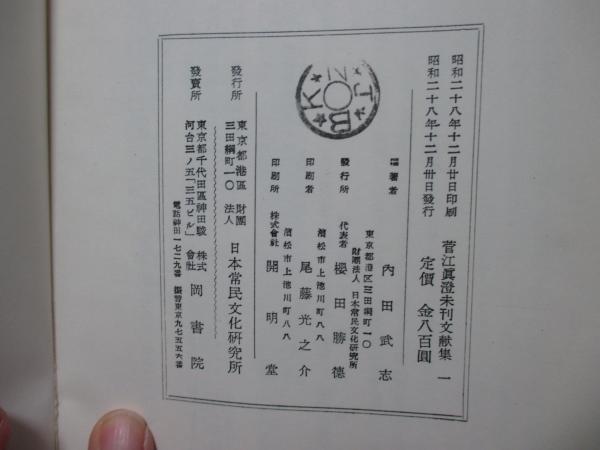 昭和二十八年十二月廿日印刷
昭和二十八年十二月卅日發行
菅江眞澄未刊文献集 一
定價 金八百圓
編著者 內田武志
東京都港区三田綱町一〇
財團法人 日本常民文化研究所
發行所 代表者 櫻田勝德
濱松市上池川町八八
印刷者 尾藤光之介
濱松市上池川町八八
印刷所 株式會社 開明堂
東京都港區三田綱町一〇
發行所 財團法人 日本常民文化研究所
東京都千代田區神田駿河台三ノ五「三五ビル」
發賣所 株式會社 岡書院
電話神田一七二九番 振替東京九七五五六番